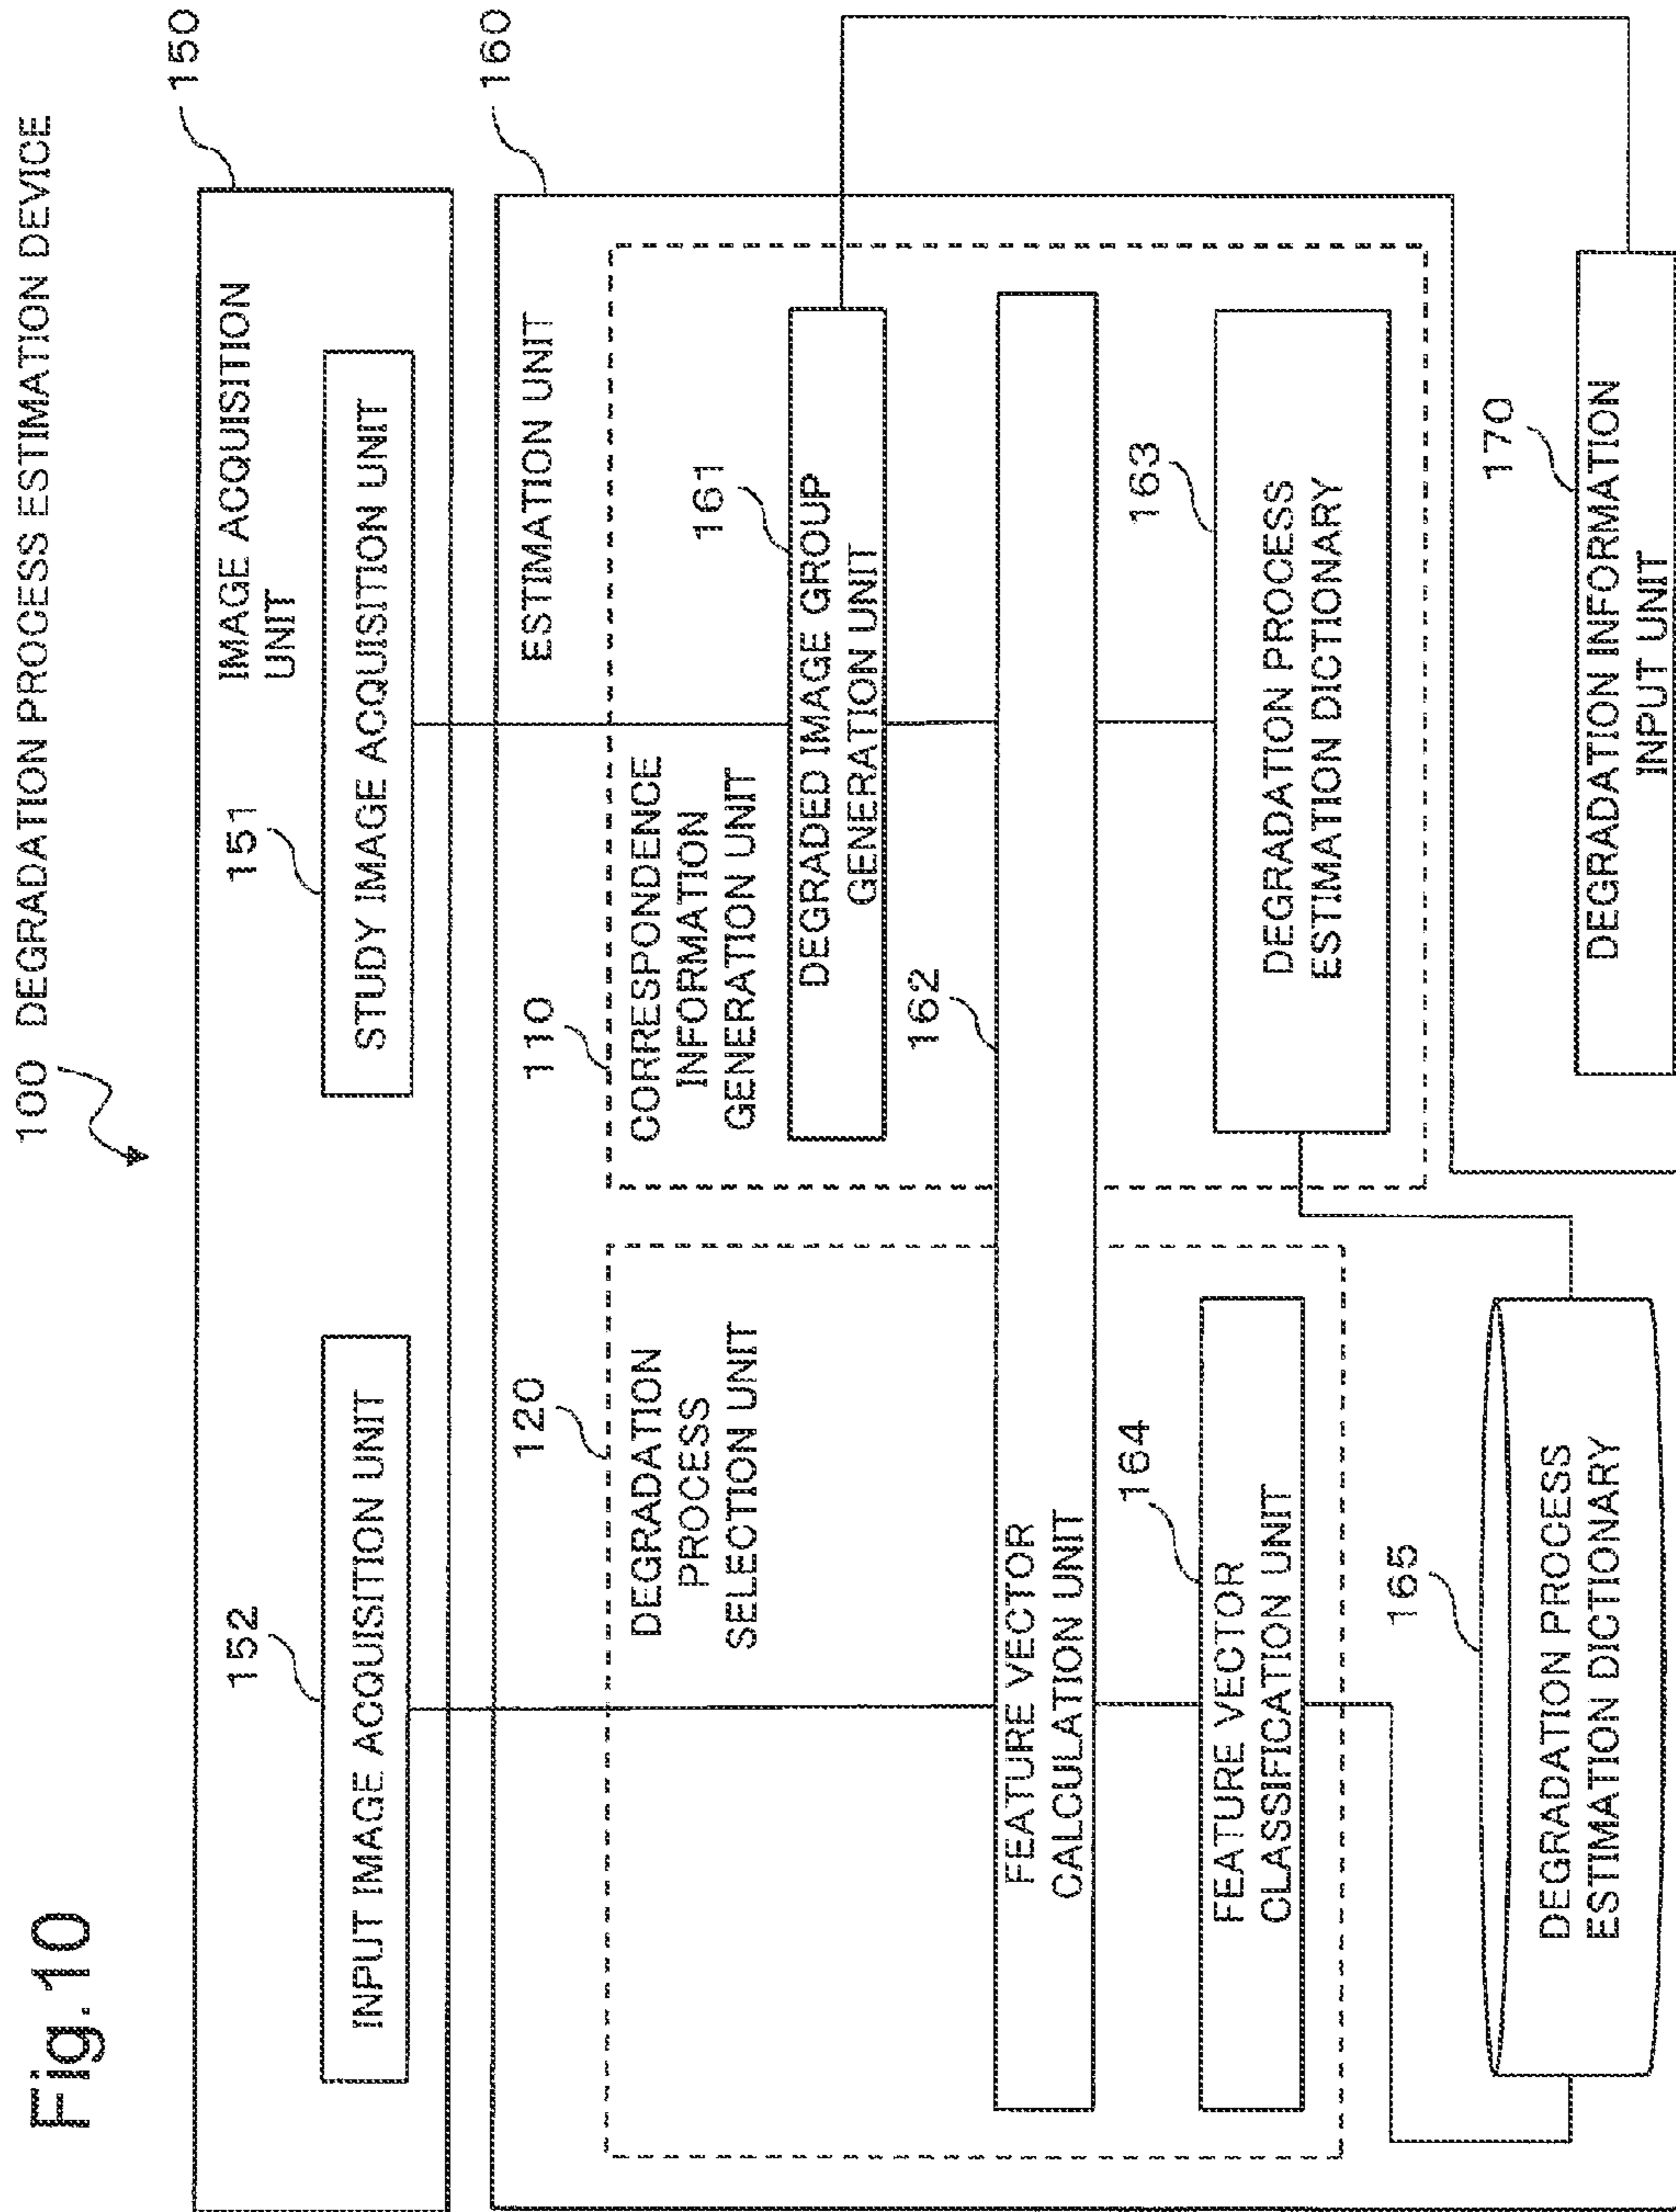 Fig.10
100 DEGRADATION PROCESS ESTIMATION DEVICE
150
IMAGE ACQUISITION
UNIT
152
INPUT IMAGE ACQUISITION UNIT
151
STUDY IMAGE ACQUISITION UNIT
160
ESTIMATION UNIT
120
DEGRADATION
PROCESS
SELECTION UNIT
110
CORRESPONDENCE
INFORMATION
GENERATION UNIT
161
DEGRADED IMAGE GROUP
GENERATION UNIT
162
FEATURE VECTOR
CALCULATION UNIT
164
FEATURE VECTOR
CLASSIFICATION UNIT
163
DEGRADATION PROCESS
ESTIMATION DICTIONARY
165
DEGRADATION PROCESS
ESTIMATION DICTIONARY
170
DEGRADATION INFORMATION
INPUT UNIT